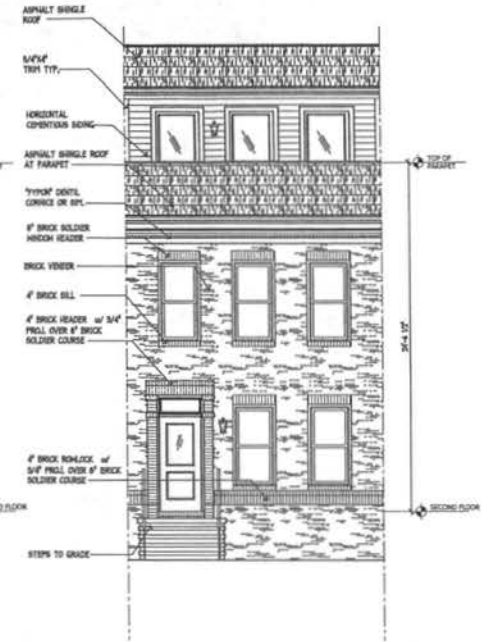 ASPHALT SHINGLE
ROOF
5/4"X4"
TRIM TYP.
HORIZONTAL
CEMENTIOUS SIDING
ASPHALT SHINGLE ROOF
AT PARAPET
"FYPON" DENTIL
CORNICE OR SIM.
8" BRICK SOLDIER
WINDOW HEADER
BRICK VENEER
4" BRICK SILL
4" BRICK HEADER w/ 3/4"
PROJ. OVER 8" BRICK
SOLDIER COURSE
4" BRICK ROWLOCK w/
3/4" PROJ. OVER 8" BRICK
SOLDIER COURSE
STEPS TO GRADE
TOP OF
PARAPET
SECOND FLOOR
FLOOR